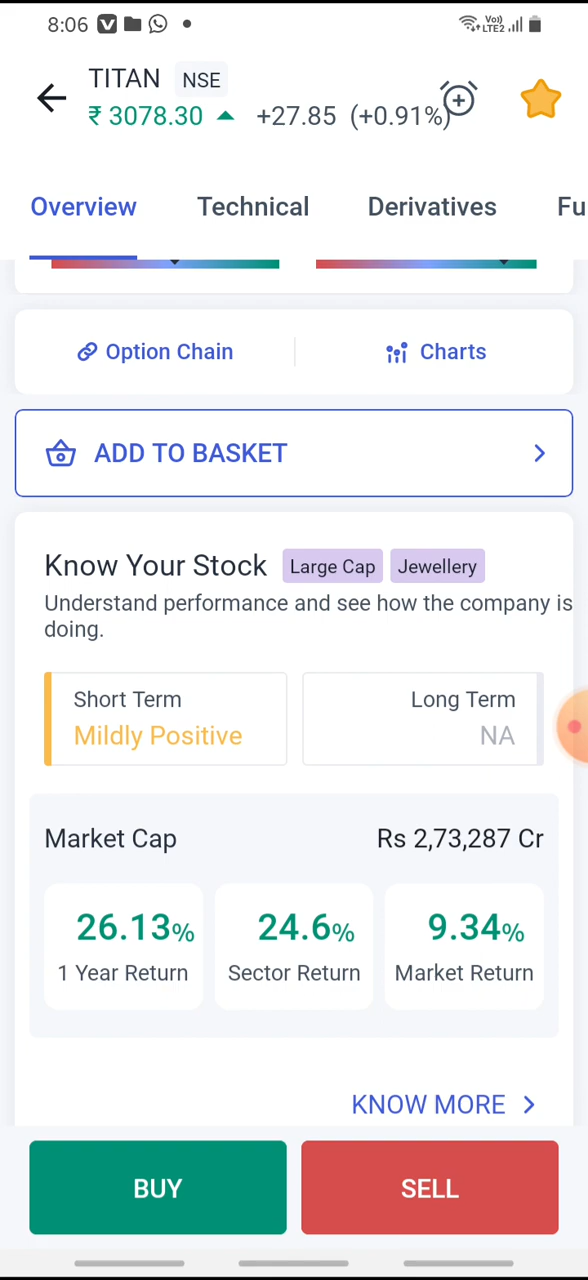 8:06
Vo))
LTE2
TITAN NSE
₹ 3078.30 +27.85 (+0.91%)
Overview Technical Derivatives Fu
Option Chain Charts
ADD TO BASKET
Know Your Stock Large Cap Jewellery
Understand performance and see how the company is
doing.
Short Term Long Term
Mildly Positive NA
Market Cap Rs 2,73,287 Cr
26.13% 24.6% 9.34%
1 Year Return Sector Return Market Return
KNOW MORE
BUY SELL